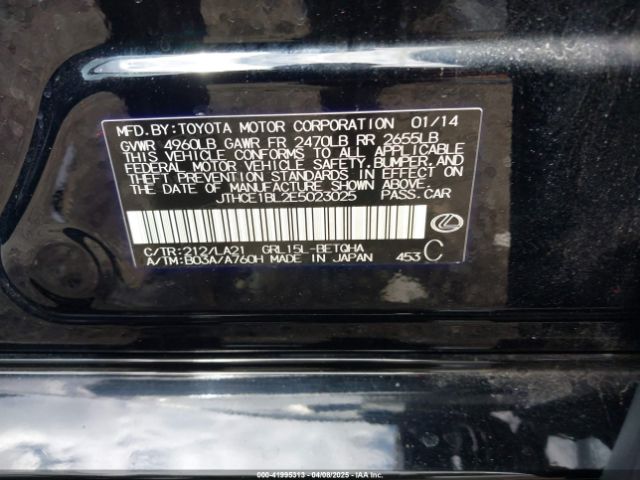 MFD.BY:TOYOTA MOTOR CORPORATION 01/14
GVWR 4960LB GAWR FR 2470LB RR 2655LB
THIS VEHICLE CONFORMS TO ALL APPLICABLE
FEDERAL MOTOR VEHICLE SAFETY, BUMPER, AND
THEFT PREVENTION STANDARDS IN EFFECT ON
THE DATE OF MANUFACTURE SHOWN ABOVE.
JTHCE1BL2E5023025 PASS.CAR
C/TR:212/LA21 GRL15L-BETQHA
A/TM:B03A/A760H MADE IN JAPAN 453 C
000-41995313 - 04/08/2025 - IAAI.COM